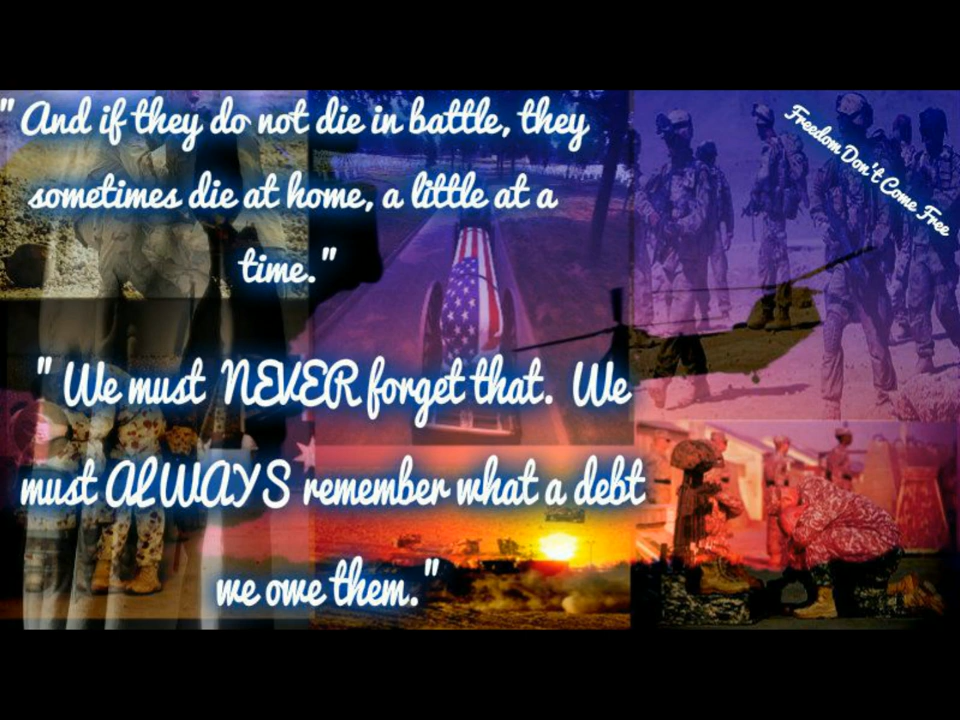 "And if they do not die in battle, they
sometimes die at home, a little at a
time."
"We must NEVER forget that. We
must ALWAYS remember what a debt
we owe them."
Freedom Don't Come Free